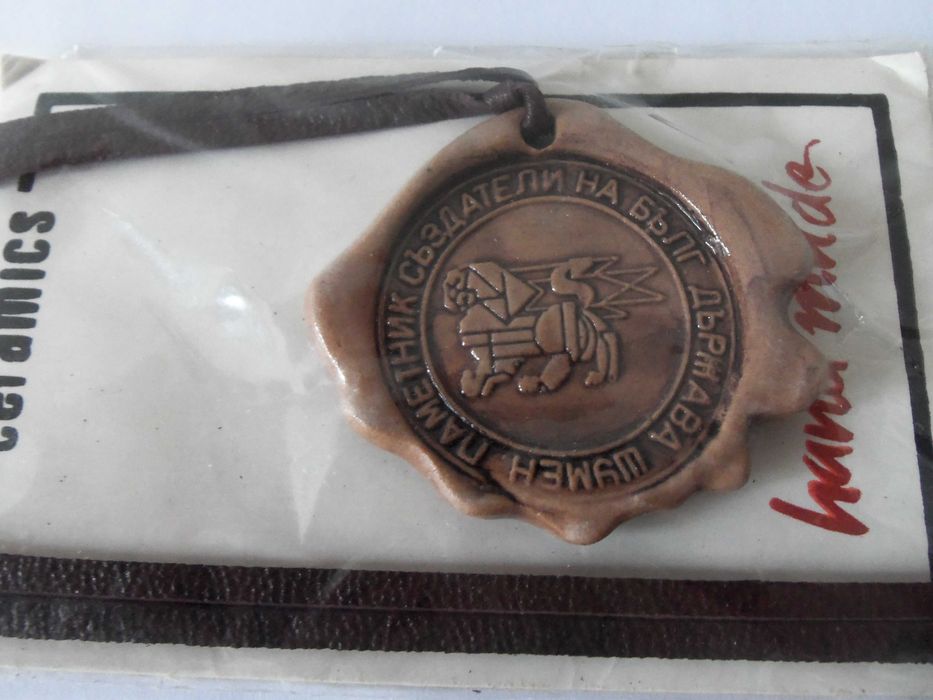 ceramics
ПАМЕТНИК СЪЗДАТЕЛИ НА БЪЛГ ДЪРЖАВА ШУМЕН
hand made